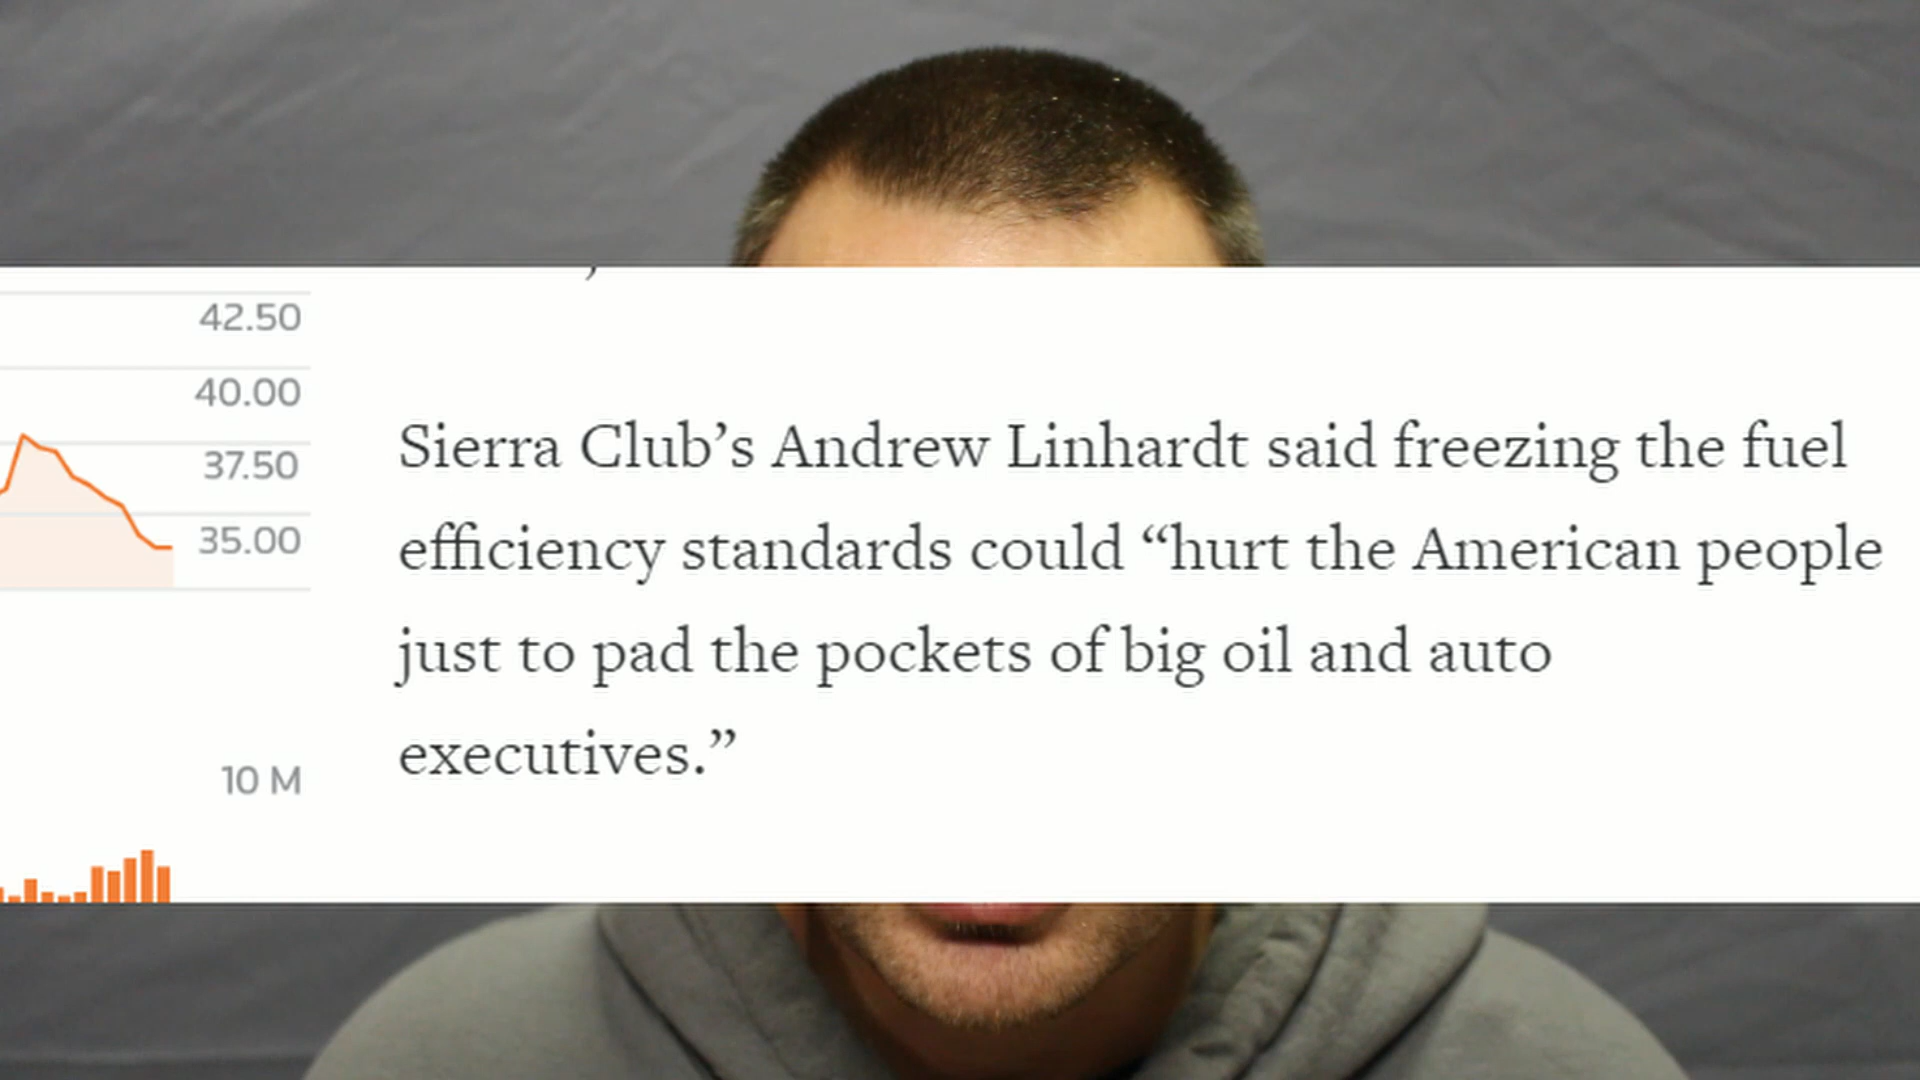 42.50
40.00
37.50
35.00
10 M
Sierra Club’s Andrew Linhardt said freezing the fuel
efficiency standards could “hurt the American people
just to pad the pockets of big oil and auto
executives.”